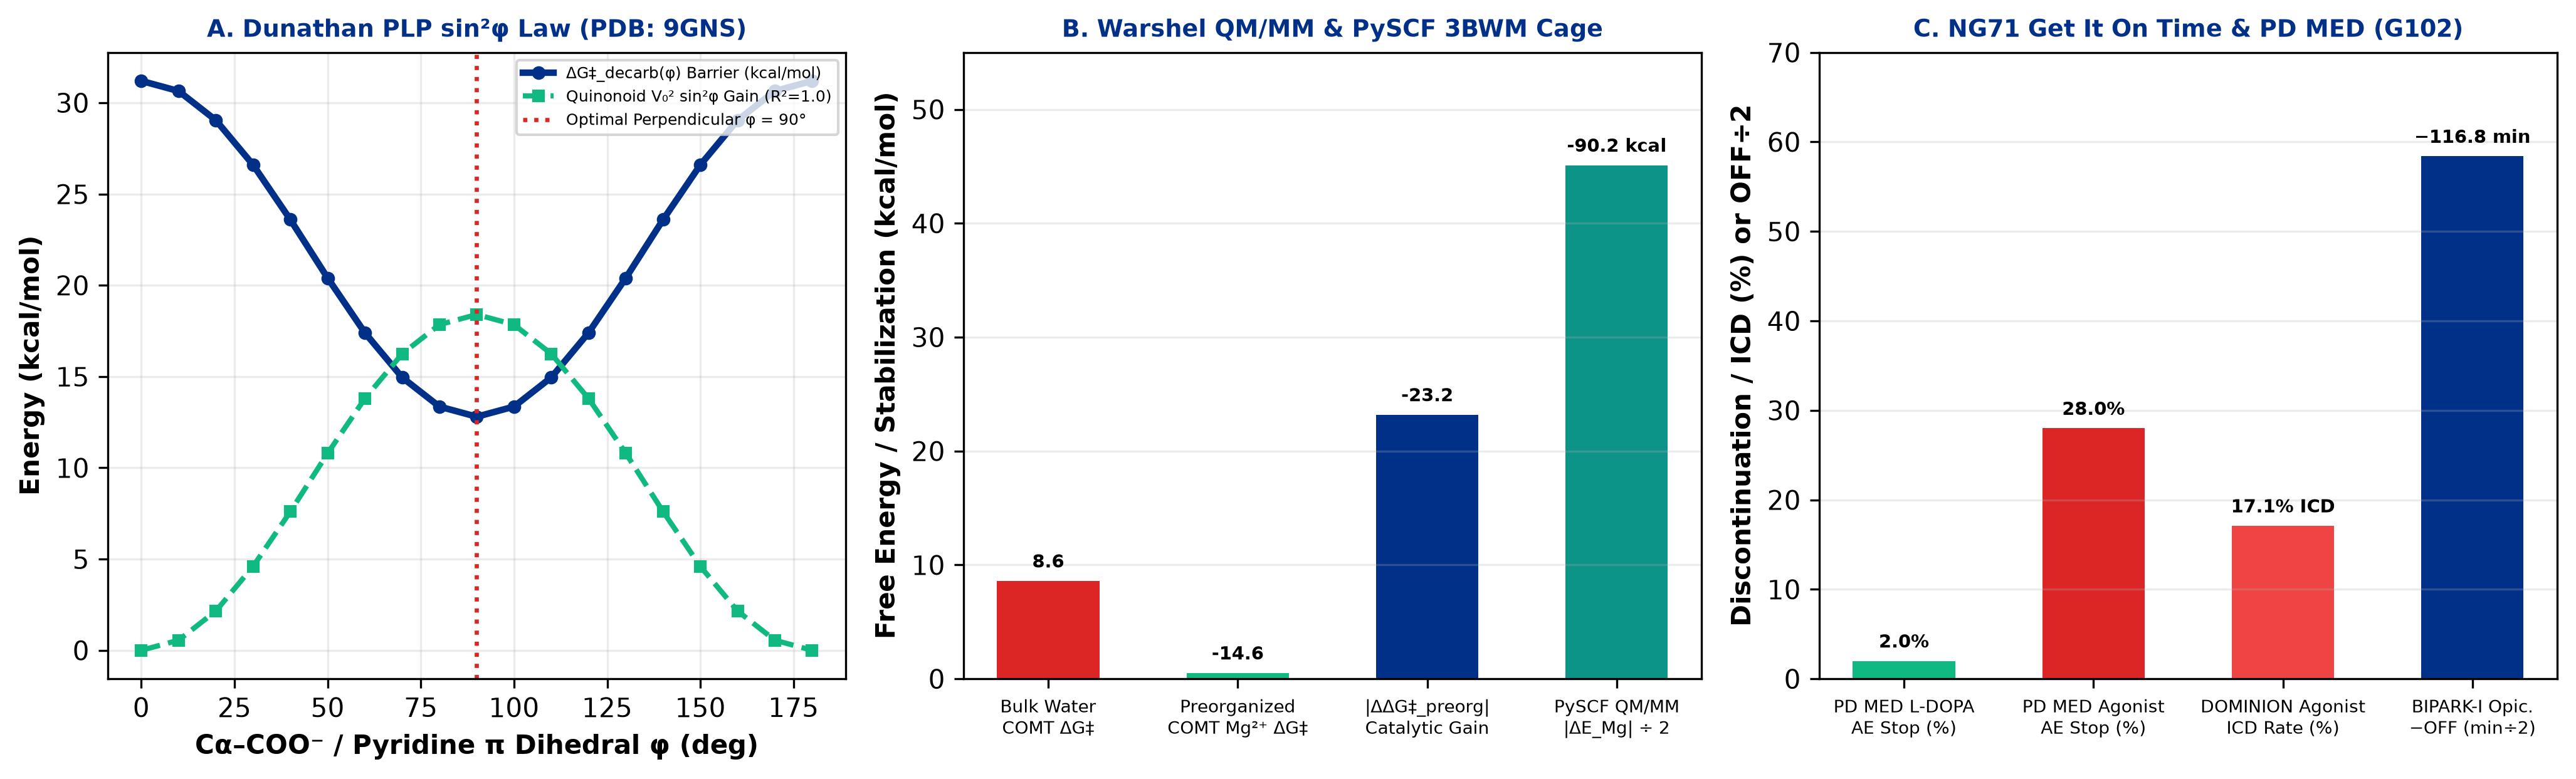 A. Dunathan PLP sin²φ Law (PDB: 9GNS)
Energy (kcal/mol)
30
25
20
15
10
5
0
ΔG‡_decarb(φ) Barrier (kcal/mol)
Quinonoid V₀² sin²φ Gain (R²=1.0)
Optimal Perpendicular φ = 90°
0 25 50 75 100 125 150 175
Cα–COO⁻ / Pyridine π Dihedral φ (deg)
B. Warshel QM/MM & PySCF 3BWM Cage
Free Energy / Stabilization (kcal/mol)
50
40
30
20
10
0
8.6
-14.6
-23.2
-90.2 kcal
Bulk Water
COMT ΔG‡
Preorganized
COMT Mg²⁺ ΔG‡
|ΔΔG‡_preorg|
Catalytic Gain
PySCF QM/MM
|ΔE_Mg| ÷ 2
C. NG71 Get It On Time & PD MED (G102)
Discontinuation / ICD (%) or OFF÷2
70
60
50
40
30
20
10
0
2.0%
28.0%
17.1% ICD
−116.8 min
PD MED L-DOPA
AE Stop (%)
PD MED Agonist
AE Stop (%)
DOMINION Agonist
ICD Rate (%)
BIPARK-I Opic.
−OFF (min÷2)